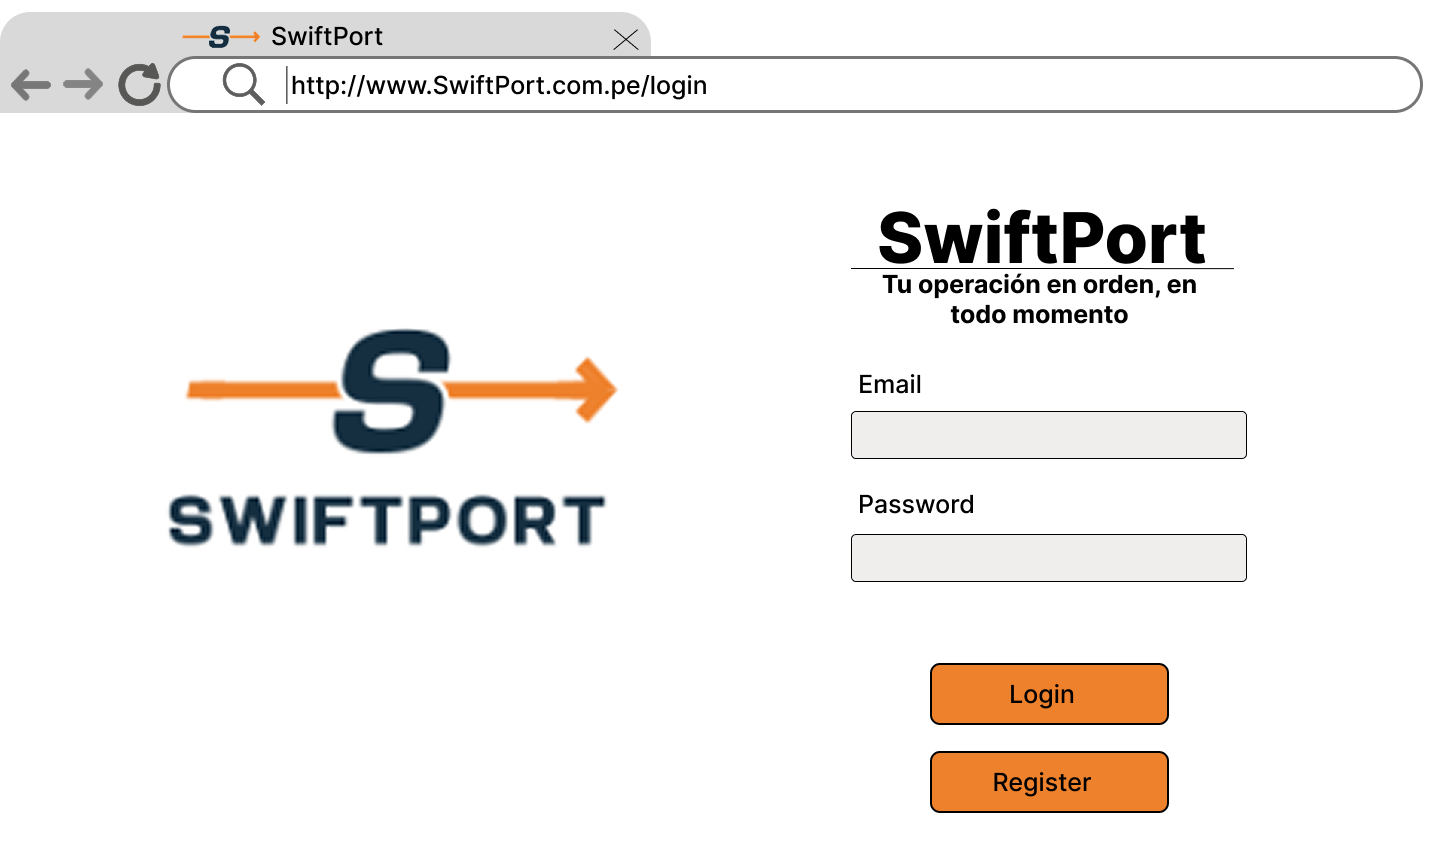 S SwiftPort
http://www.SwiftPort.com.pe/login
SwiftPort
Tu operación en orden, en
todo momento
S
SWIFTPORT
Email
Password
Login
Register